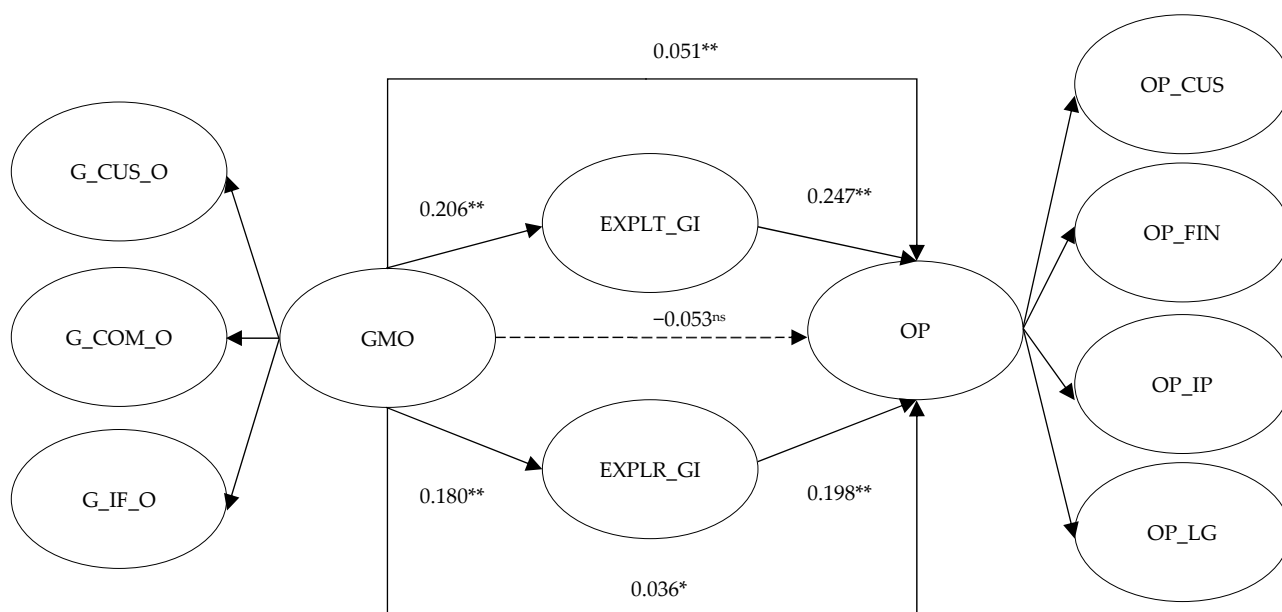 0.051**
OP_CUS
G_CUS_O
0.206**
EXPLT_GI
0.247**
OP_FIN
G_COM_O
GMO
−0.053ⁿˢ
OP
OP_IP
G_IF_O
0.180**
EXPLR_GI
0.198**
OP_LG
0.036*